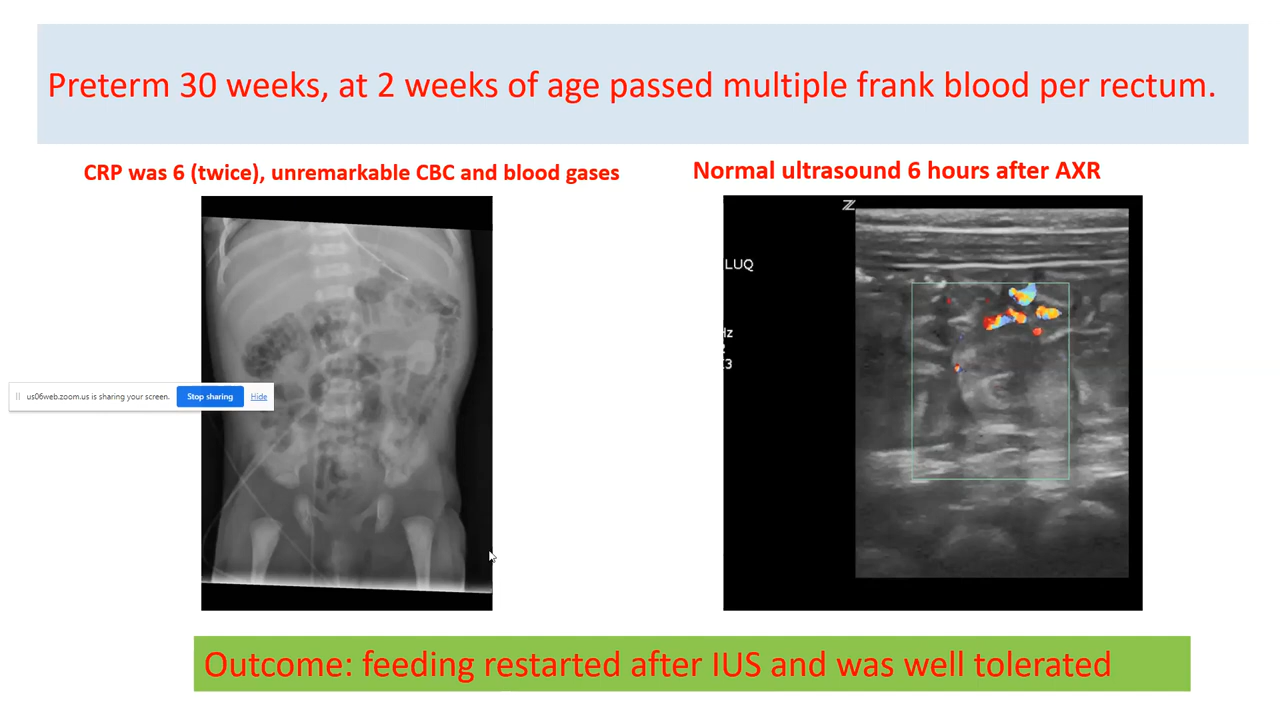 Preterm 30 weeks, at 2 weeks of age passed multiple frank blood per rectum.
CRP was 6 (twice), unremarkable CBC and blood gases
Normal ultrasound 6 hours after AXR
Z
LUQ
Hz
3
us06web.zoom.us is sharing your screen.
Stop sharing
Hide
Outcome: feeding restarted after IUS and was well tolerated